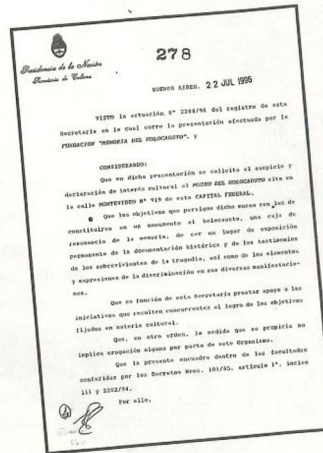 278
Presidencia de la Nación
Secretaría de Cultura
BUENOS AIRES, 22 JUL 1995
VISTO la actuación Nº 2284/94 del registro de esta
Secretaría en la cual corre la presentación efectuada por la
FUNDACION "MEMORIA DEL HOLOCAUSTO", y
CONSIDERANDO:
Que en dicha presentación se solicita el auspicio y
declaración de interés cultural al MUSEO DEL HOLOCAUSTO sito en
la calle MONTEVIDEO Nº 919 de esta CAPITAL FEDERAL.
Que los objetivos que persigue dicho museo son los de
constituirse en un monumento al holocausto, una caja de
resonancia de la memoria, de ser un lugar de exposición
permanente de la documentación histórica y de los testimonios
de los sobrevivientes de la tragedia, así como de los elementos
y expresiones de la discriminación en sus diversas manifestacio-
nes.
Que es función de esta Secretaría prestar apoyo a las
iniciativas que resulten concurrentes al logro de los objetivos
fijados en materia cultural.
Que, en otro orden, la medida que se propicia no
implica erogación alguna por parte de este Organismo.
Que la presente encuadra dentro de las facultades
conferidas por los Decretos Nros. 101/85, artículo 1º, inciso
ii) y 2202/94.
Por ello,